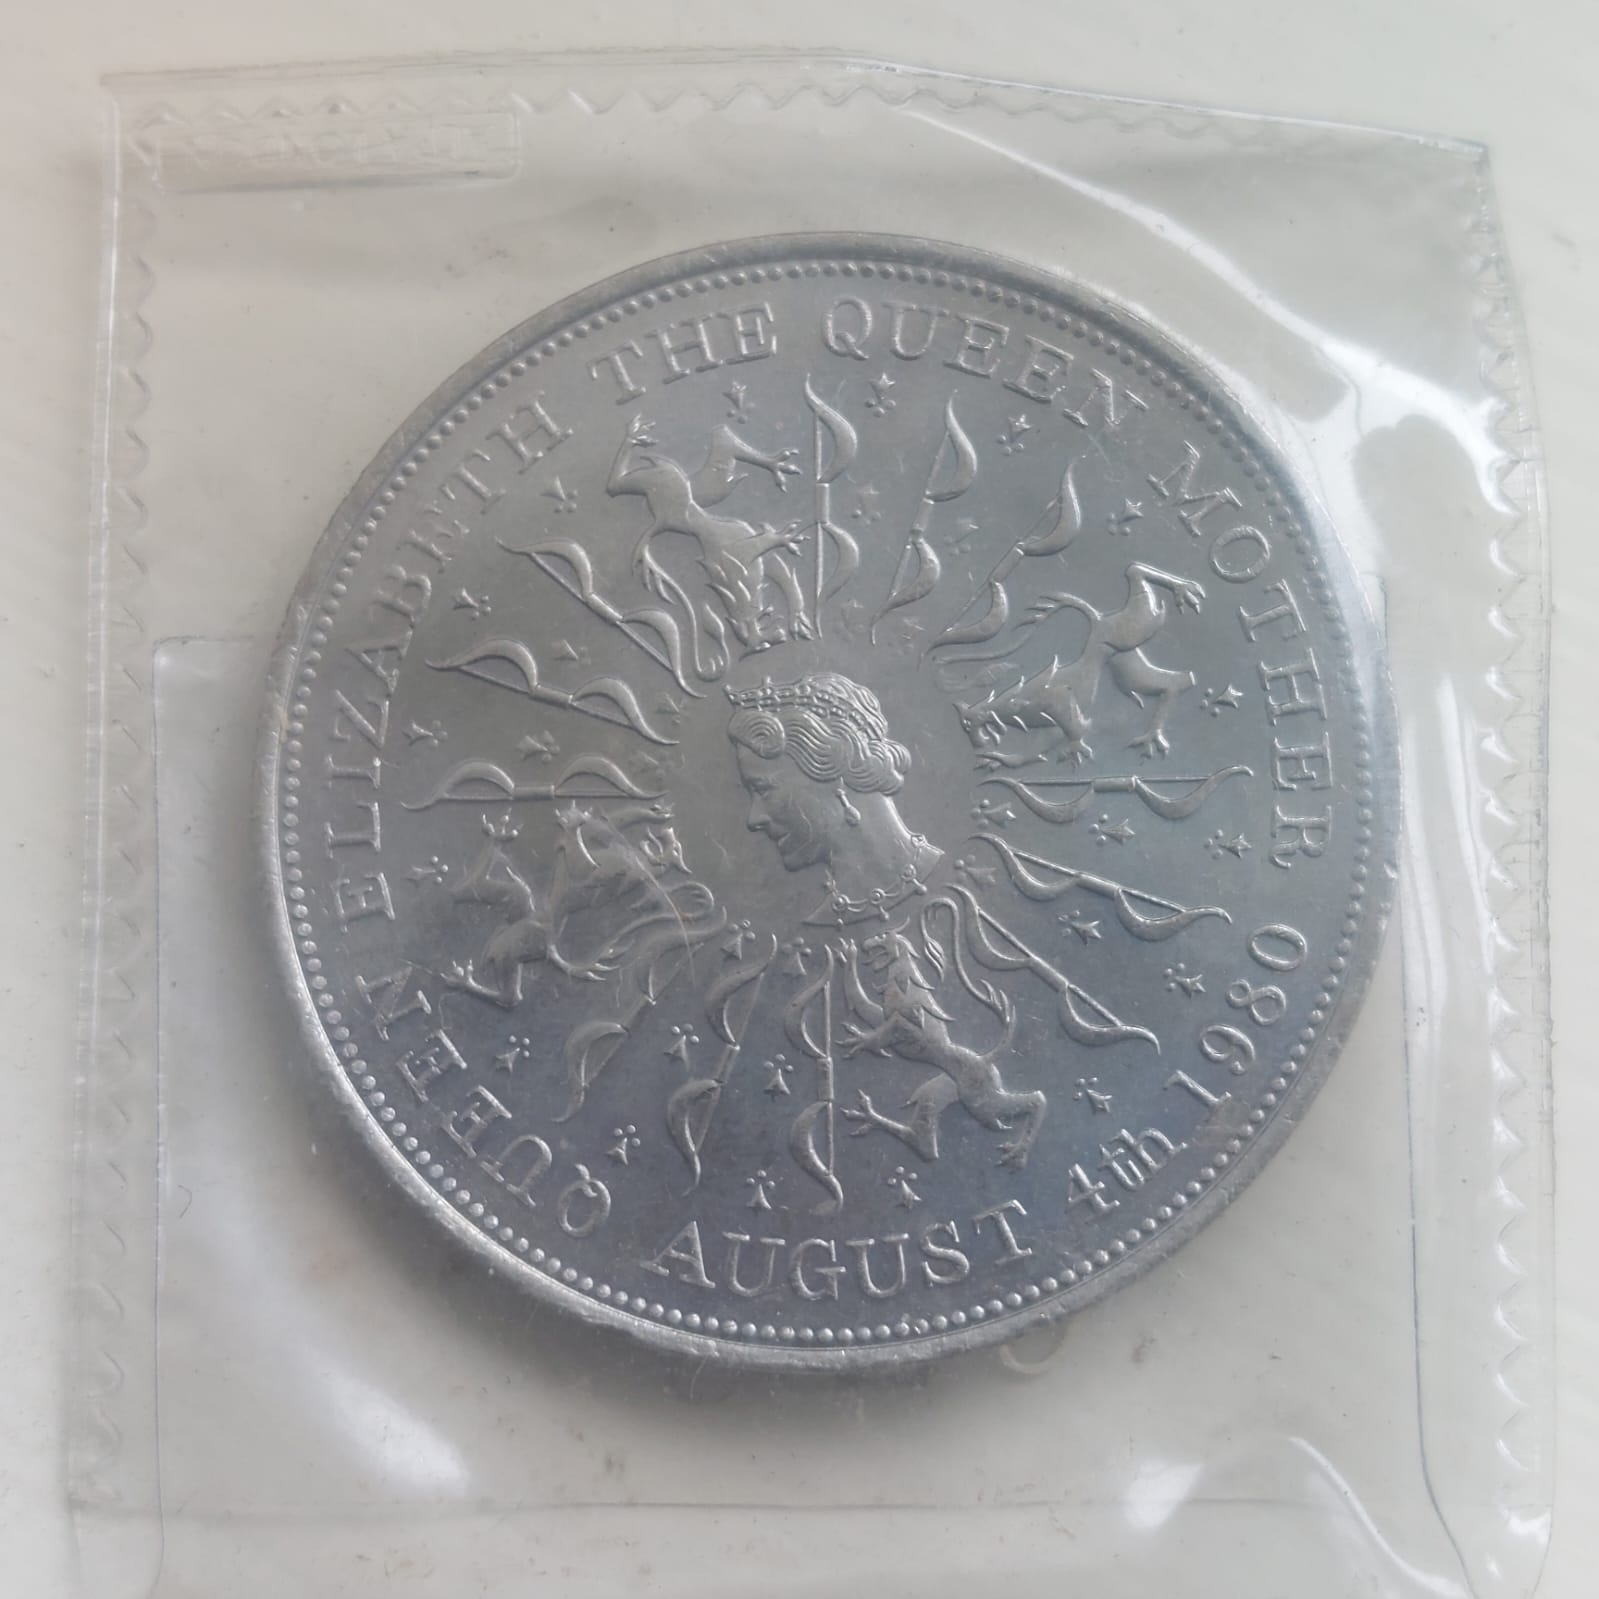 QUEEN ELIZABETH THE QUEEN MOTHER
AUGUST 4th 1980